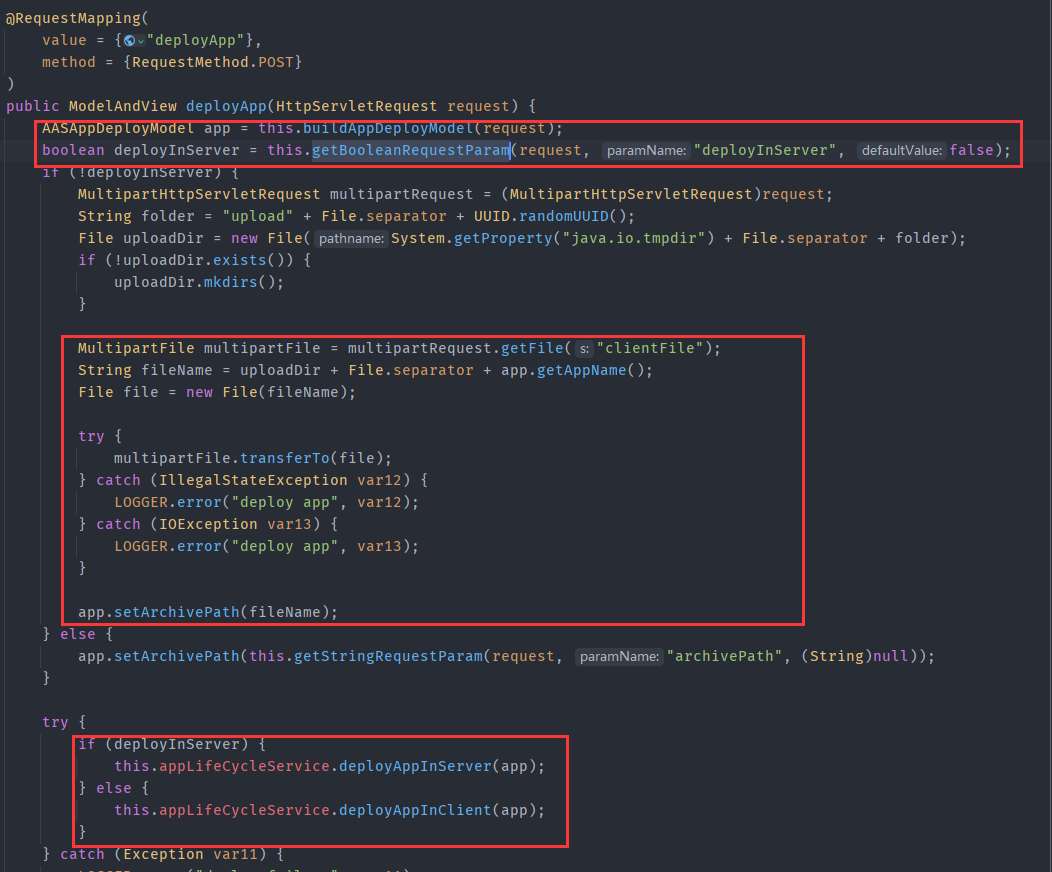 @RequestMapping(
value = {"deployApp"},
method = {RequestMethod.POST}
)
public ModelAndView deployApp(HttpServletRequest request) {
AASAppDeployModel app = this.buildAppDeployModel(request);
boolean deployInServer = this.getBooleanRequestParam(request, paramName: "deployInServer", defaultValue: false);
if (!deployInServer) {
MultipartHttpServletRequest multipartRequest = (MultipartHttpServletRequest)request;
String folder = "upload" + File.separator + UUID.randomUUID();
File uploadDir = new File( pathname: System.getProperty("java.io.tmpdir") + File.separator + folder);
if (!uploadDir.exists()) {
uploadDir.mkdirs();
}
MultipartFile multipartFile = multipartRequest.getFile( s: "clientFile");
String fileName = uploadDir + File.separator + app.getAppName();
File file = new File(fileName);
try {
multipartFile.transferTo(file);
} catch (IllegalStateException var12) {
LOGGER.error("deploy app", var12);
} catch (IOException var13) {
LOGGER.error("deploy app", var13);
}
app.setArchivePath(fileName);
} else {
app.setArchivePath(this.getStringRequestParam(request, paramName: "archivePath", (String)null));
}
try {
if (deployInServer) {
this.appLifeCycleService.deployAppInServer(app);
} else {
this.appLifeCycleService.deployAppInClient(app);
}
} catch (Exception var11) {